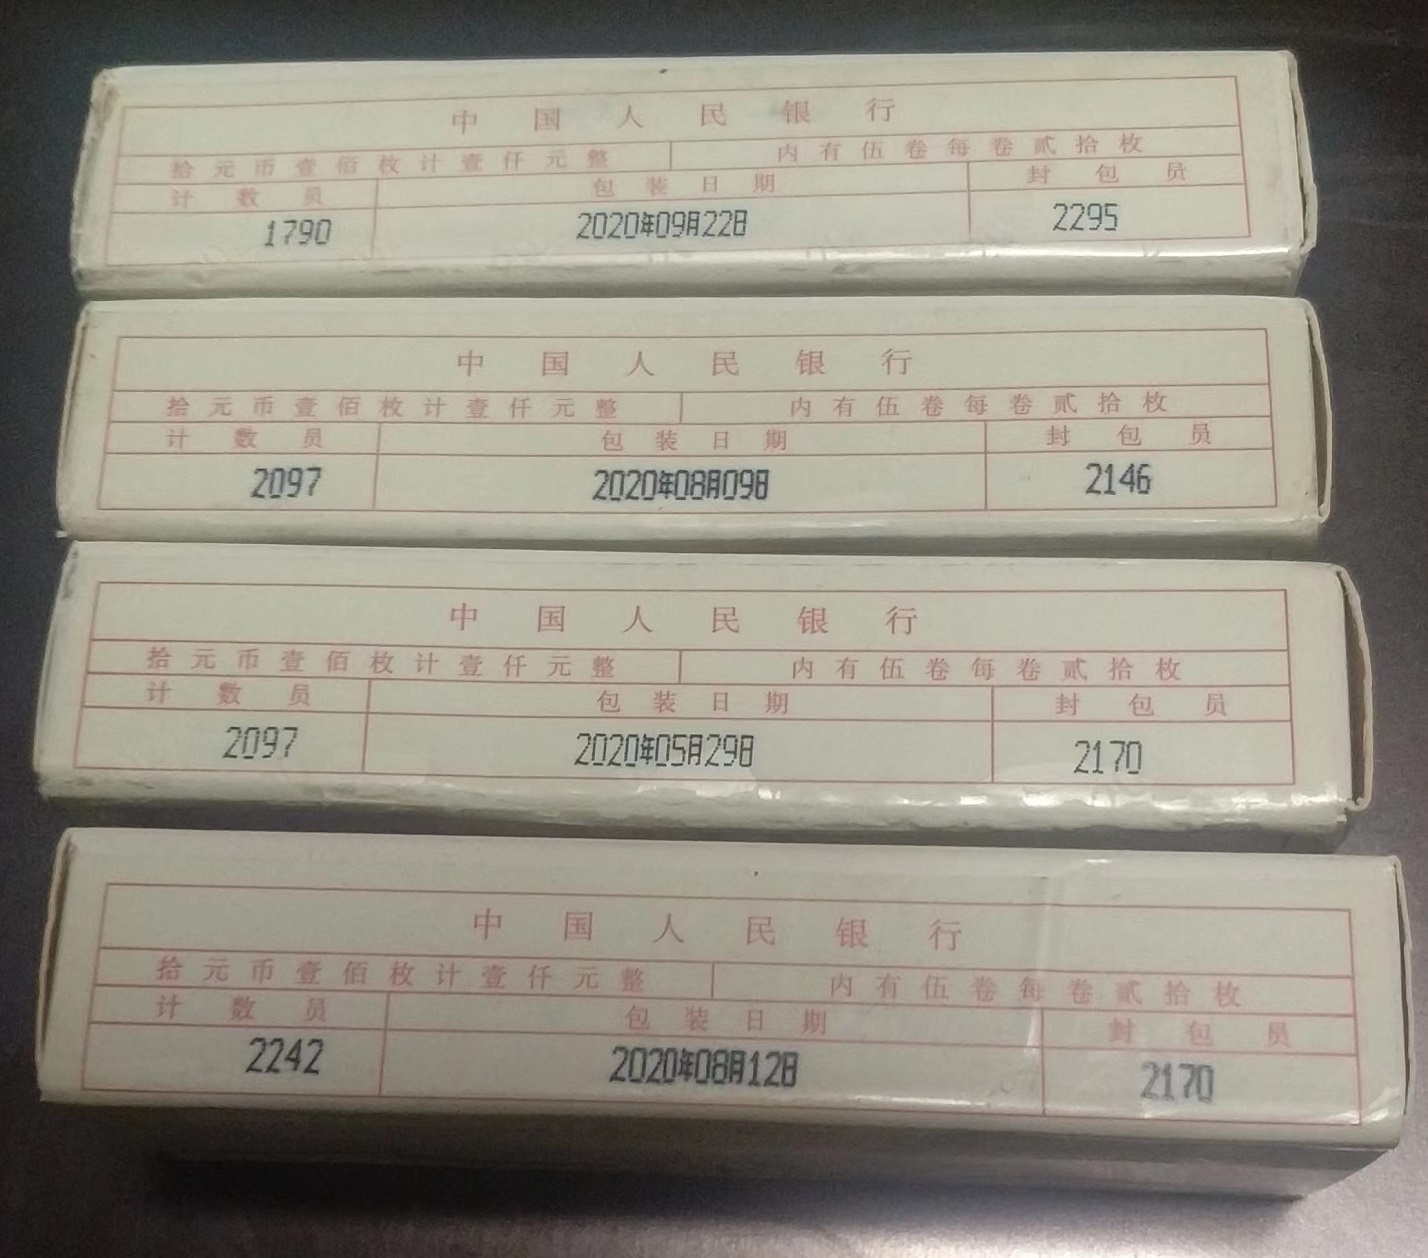 中国人民银行
拾元币壹佰枚计壹仟元整 内有伍卷每卷贰拾枚
计数员 包装日期 封包员
1790 2020年09月22日 2295
中国人民银行
拾元币壹佰枚计壹仟元整 内有伍卷每卷贰拾枚
计数员 包装日期 封包员
2097 2020年08月09日 2146
中国人民银行
拾元币壹佰枚计壹仟元整 内有伍卷每卷贰拾枚
计数员 包装日期 封包员
2097 2020年05月29日 2170
中国人民银行
拾元币壹佰枚计壹仟元整 内有伍卷每卷贰拾枚
计数员 包装日期 封包员
2242 2020年08月12日 2170